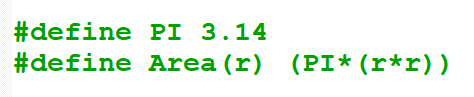 #define PI 3.14
#define Area(r) (PI*(r*r))